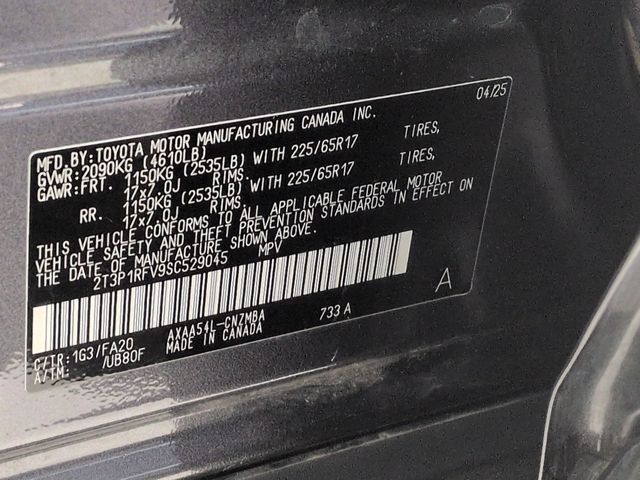 04/25
MFD.BY:TOYOTA MOTOR MANUFACTURING CANADA INC.
GVWR:2090KG (4610LB)
GAWR:FRT. 1150KG (2535LB) WITH 225/65R17 TIRES,
17x7.0J RIMS.
RR. 1150KG (2535LB) WITH 225/65R17 TIRES,
17x7.0J RIMS.
THIS VEHICLE CONFORMS TO ALL APPLICABLE FEDERAL MOTOR
VEHICLE SAFETY AND THEFT PREVENTION STANDARDS IN EFFECT ON
THE DATE OF MANUFACTURE SHOWN ABOVE.
2T3P1RFV9SC529045 MPV
A
C/TR:1G3/FA20 AXAA54L-CNZMBA 733A
A/TM: /UB80F MADE IN CANADA